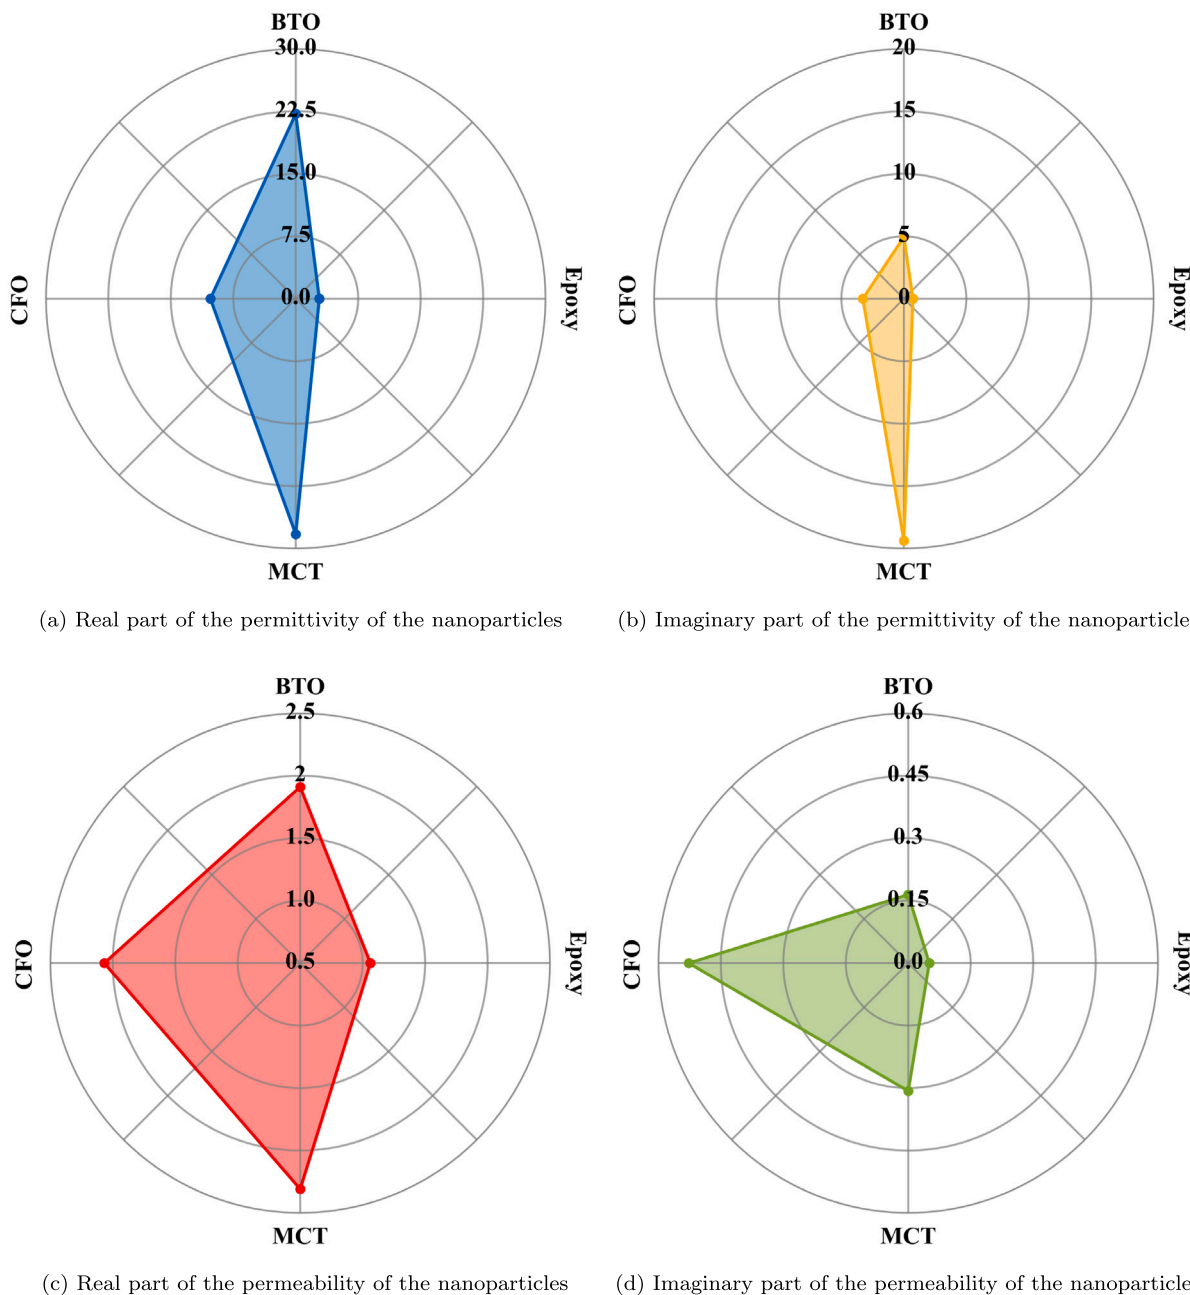 BTO
30.0
22.5
15.0
7.5
0.0
CFO
Epoxy
MCT
(a) Real part of the permittivity of the nanoparticles
BTO
20
15
10
5
0
CFO
Epoxy
MCT
(b) Imaginary part of the permittivity of the nanoparticle
BTO
2.5
2
1.5
1.0
0.5
CFO
Epoxy
MCT
(c) Real part of the permeability of the nanoparticles
BTO
0.6
0.45
0.3
0.15
0.0
CFO
Epoxy
MCT
(d) Imaginary part of the permeability of the nanoparticle